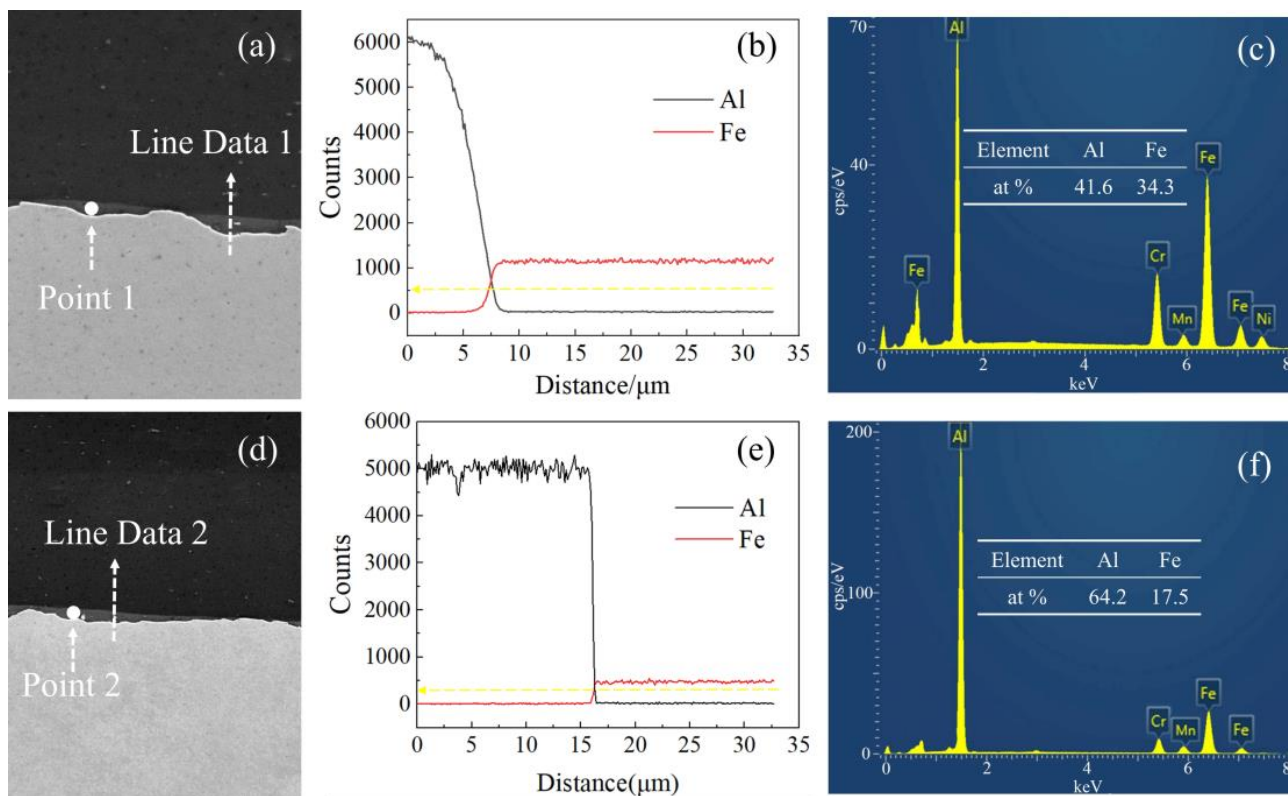 (a)
Line Data 1
Point 1
(b)
6000
5000
4000
3000
2000
1000
0
Counts
Al
Fe
0 5 10 15 20 25 30 35
Distance/μm
(c)
70
40
0
cps/eV
Al
Fe
Fe
Cr
Mn
Fe
Ni
Element Al Fe
at % 41.6 34.3
0 2 4 6 8
keV
(d)
Line Data 2
Point 2
(e)
6000
5000
4000
3000
2000
1000
0
Counts
Al
Fe
0 5 10 15 20 25 30 35
Distance(μm)
(f)
200
100
0
cps/eV
Al
Element Al Fe
at % 64.2 17.5
Fe
Cr
Mn
Fe
0 2 4 6 8
keV